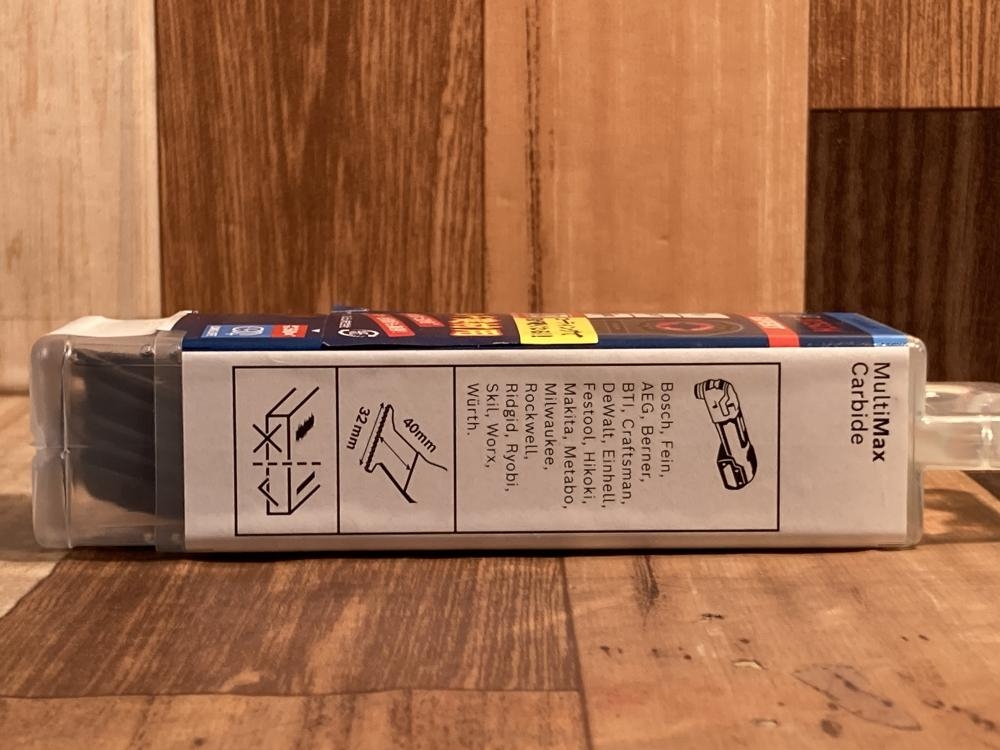 MultiMax
Carbide
Bosch, Fein,
AEG, Berner,
BTI, Craftsman,
DeWalt, Einhell,
Festool, Hikoki,
Makita, Metabo,
Milwaukee,
Rockwell,
Ridgid, Ryobi,
Skil, Worx,
Würth.
40mm
32mm